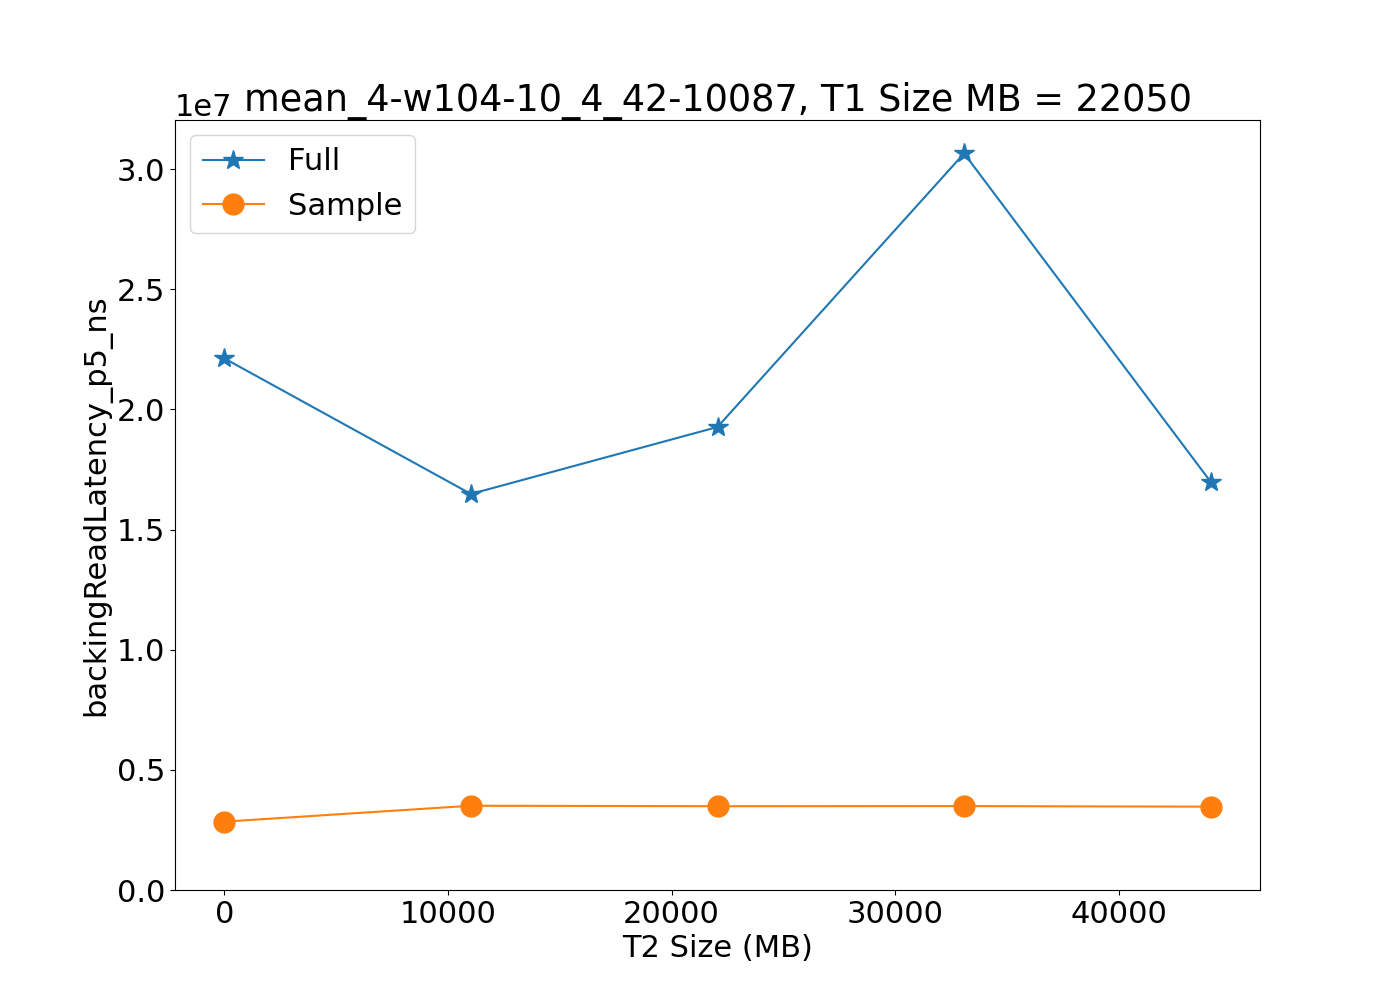 1e7 mean_4-w104-10_4_42-10087, T1 Size MB = 22050
Full
Sample
3.0
2.5
2.0
1.5
1.0
0.5
0.0
backingReadLatency_p5_ns
0 10000 20000 30000 40000
T2 Size (MB)